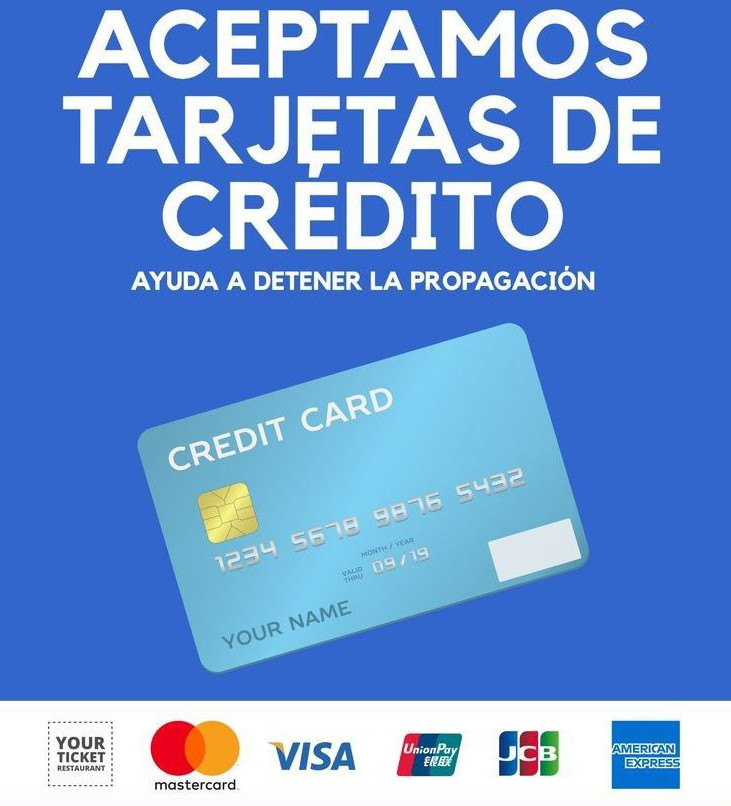 ACEPTAMOS
TARJETAS DE
CRÉDITO
AYUDA A DETENER LA PROPAGACIÓN
CREDIT CARD
1234 5678 9876 5432
MONTH / YEAR
VALID
THRU
09/19
YOUR NAME
YOUR
TICKET
RESTAURANT
mastercard
VISA
UnionPay
银联
JCB
AMERICAN
EXPRESS